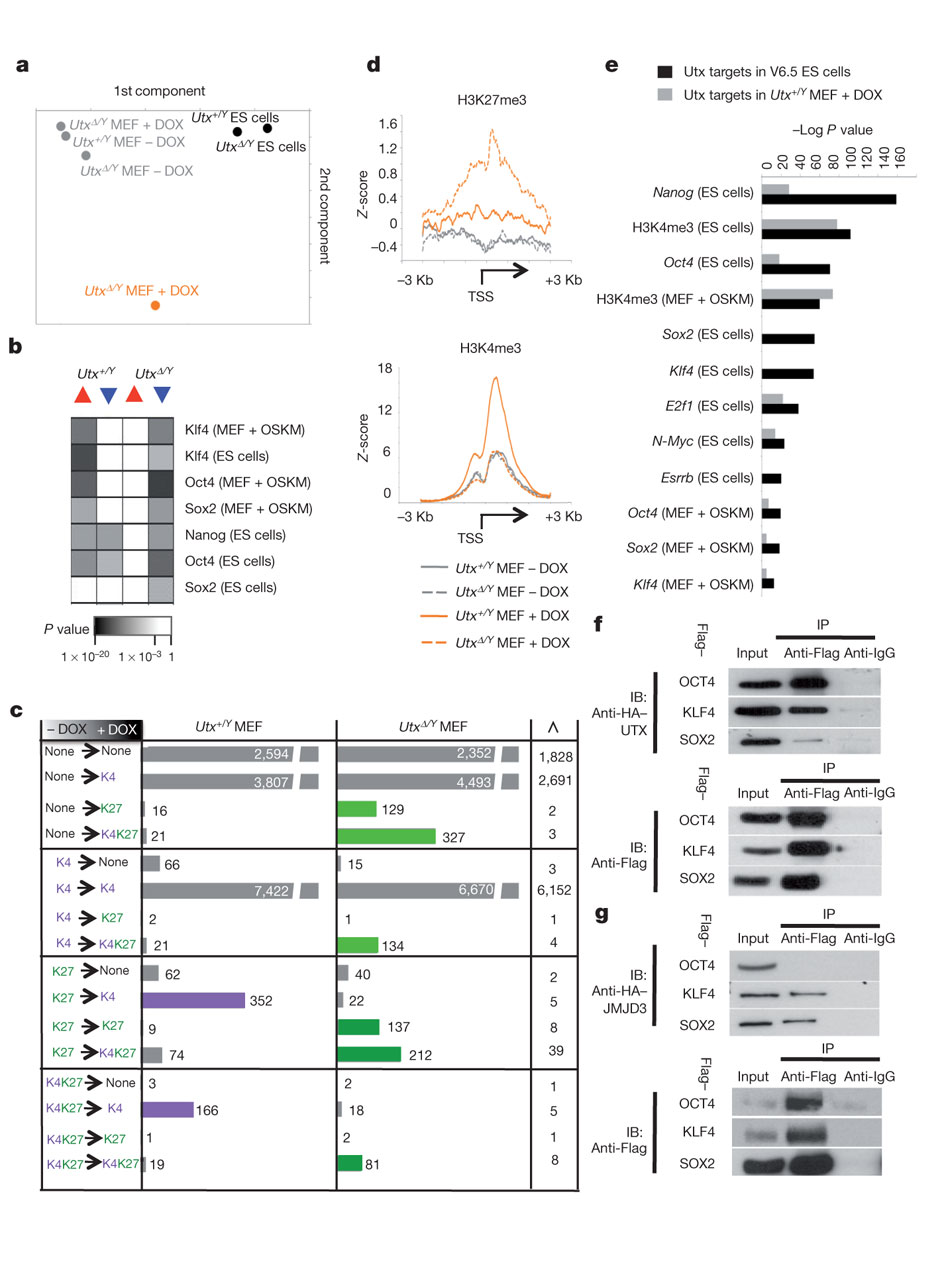 a
1st component
2nd component
UtxΔ/Y MEF + DOX
Utx+/Y MEF – DOX
UtxΔ/Y MEF – DOX
Utx+/Y ES cells
UtxΔ/Y ES cells
UtxΔ/Y MEF + DOX
b
Utx+/Y UtxΔ/Y
Klf4 (MEF + OSKM)
Klf4 (ES cells)
Oct4 (MEF + OSKM)
Sox2 (MEF + OSKM)
Nanog (ES cells)
Oct4 (ES cells)
Sox2 (ES cells)
P value
1 × 10−20 1 × 10−3 1
c
– DOX + DOX Utx+/Y MEF UtxΔ/Y MEF Λ
None None 2,594 2,352 1,828
None K4 3,807 4,493 2,691
None K27 16 129 2
None K4K27 21 327 3
K4 None 66 15 3
K4 K4 7,422 6,670 6,152
K4 K27 2 1 1
K4 K4K27 21 134 4
K27 None 62 40 2
K27 K4 352 22 5
K27 K27 9 137 8
K27 K4K27 74 212 39
K4K27 None 3 2 1
K4K27 K4 166 18 5
K4K27 K27 1 2 1
K4K27 K4K27 19 81 8
d
H3K27me3
Z-score
1.6
1.2
0.8
0.4
0
–0.4
–3 Kb +3 Kb
TSS
H3K4me3
Z-score
18
12
6
0
–3 Kb +3 Kb
TSS
Utx+/Y MEF – DOX
UtxΔ/Y MEF – DOX
Utx+/Y MEF + DOX
UtxΔ/Y MEF + DOX
e
Utx targets in V6.5 ES cells
Utx targets in Utx+/Y MEF + DOX
–Log P value
0 20 40 60 80 100 120 140 160
Nanog (ES cells)
H3K4me3 (ES cells)
Oct4 (ES cells)
H3K4me3 (MEF + OSKM)
Sox2 (ES cells)
Klf4 (ES cells)
E2f1 (ES cells)
N-Myc (ES cells)
Esrrb (ES cells)
Oct4 (MEF + OSKM)
Sox2 (MEF + OSKM)
Klf4 (MEF + OSKM)
f
Flag–
IP
Input Anti-Flag Anti-IgG
IB:
Anti-HA–
UTX
OCT4
KLF4
SOX2
Flag–
IP
Input Anti-Flag Anti-IgG
IB:
Anti-Flag
OCT4
KLF4
SOX2
g
Flag–
IP
Input Anti-Flag Anti-IgG
IB:
Anti-HA–
JMJD3
OCT4
KLF4
SOX2
Flag–
IP
Input Anti-Flag Anti-IgG
IB:
Anti-Flag
OCT4
KLF4
SOX2